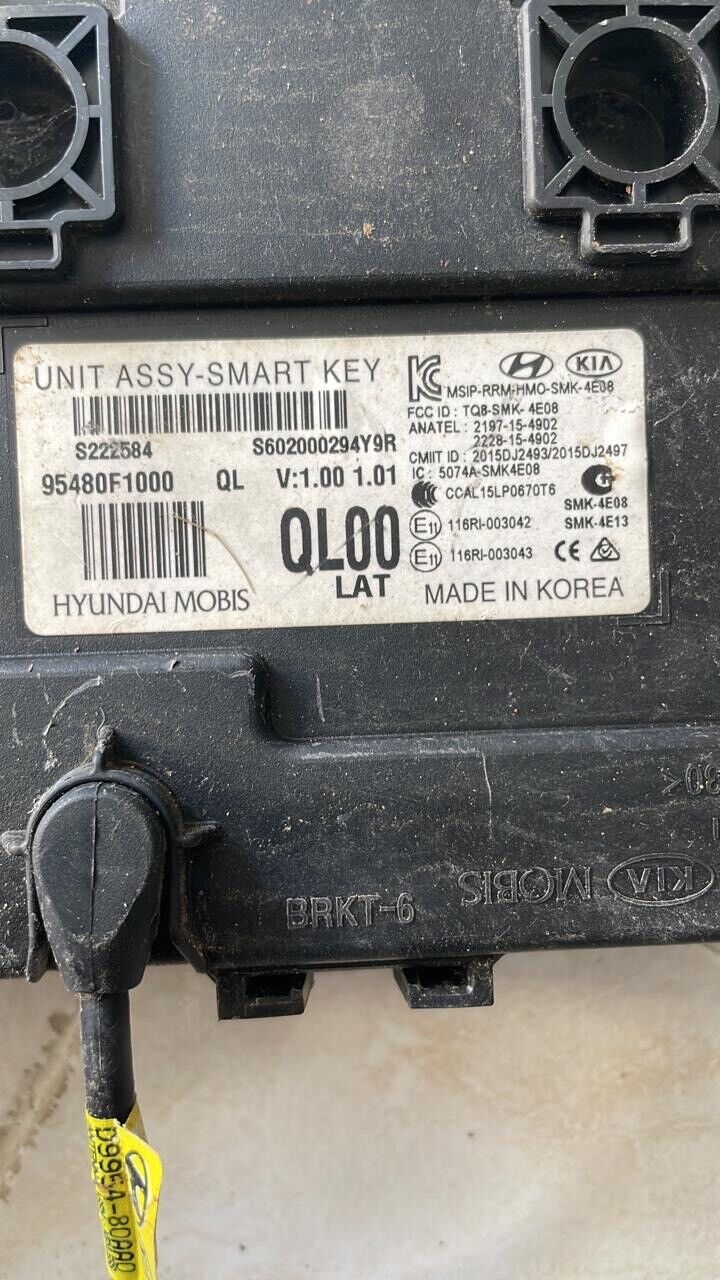 UNIT ASSY-SMART KEY
S222584 S602000294Y9R
95480F1000 QL V:1.00 1.01
QL00
LAT
HYUNDAI MOBIS
KC
KIA
MSIP-RRM-HMO-SMK-4E08
FCC ID : TQ8-SMK- 4E08
ANATEL : 2197-15-4902
2228-15-4902
CMIIT ID : 2015DJ2493/2015DJ2497
IC : 5074A-SMK4E08
CCAL15LP0670T6
SMK-4E08
E11 116RI-003042 SMK-4E13
E11 116RI-003043 CE
MADE IN KOREA
30<
KIA MOBIS
BRKT-6